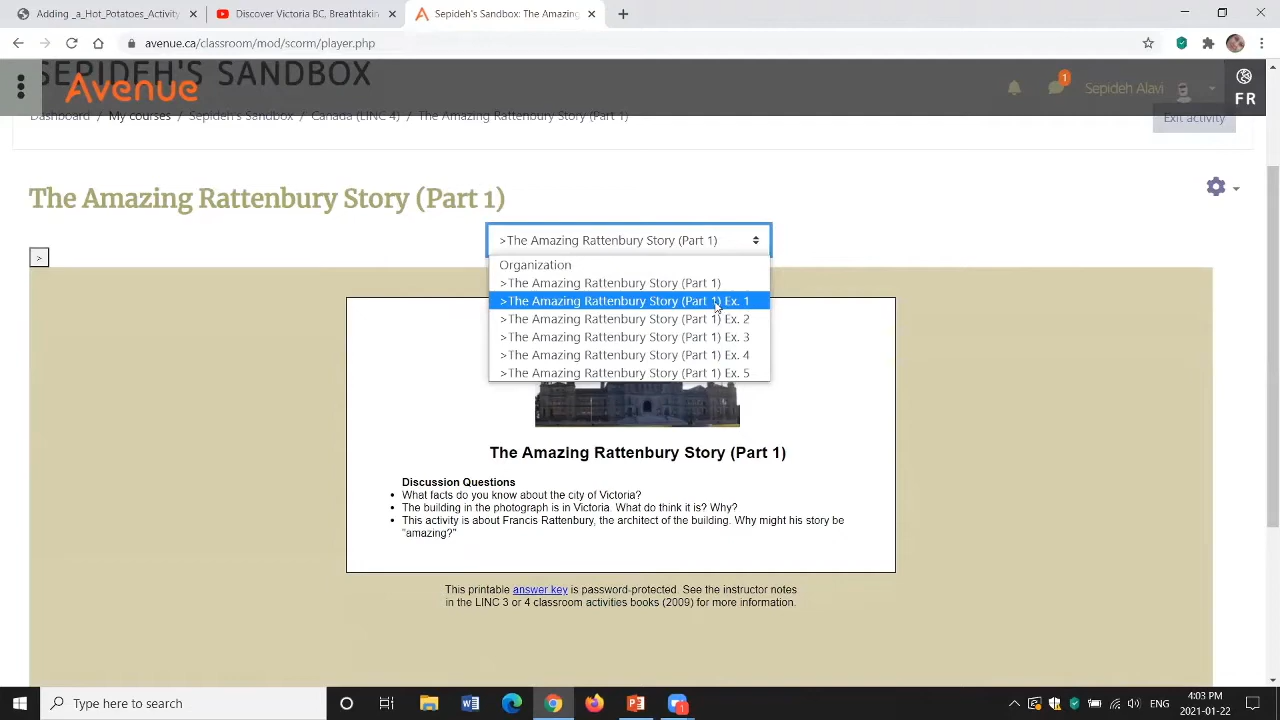 Adding _a_Hot_Potatoes_Activity
Discover Victoria BC, Breathtakin
Sepideh's Sandbox: The Amazing
avenue.ca/classroom/mod/scorm/player.php
SEPIDEH'S SANDBOX
Avenue
1
Sepideh Alavi
FR
Dashboard / My courses / Sepideh's Sandbox / Canada (LINC 4) / The Amazing Rattenbury Story (Part 1)
Exit activity
The Amazing Rattenbury Story (Part 1)
>The Amazing Rattenbury Story (Part 1)
>
Organization
>The Amazing Rattenbury Story (Part 1)
>The Amazing Rattenbury Story (Part 1) Ex. 1
>The Amazing Rattenbury Story (Part 1) Ex. 2
>The Amazing Rattenbury Story (Part 1) Ex. 3
>The Amazing Rattenbury Story (Part 1) Ex. 4
>The Amazing Rattenbury Story (Part 1) Ex. 5
The Amazing Rattenbury Story (Part 1)
Discussion Questions
• What facts do you know about the city of Victoria?
• The building in the photograph is in Victoria. What do think it is? Why?
• This activity is about Francis Rattenbury, the architect of the building. Why might his story be
"amazing?"
This printable answer key is password-protected. See the instructor notes
in the LINC 3 or 4 classroom activities books (2009) for more information.
Type here to search
1
ENG
4:03 PM
2021-01-22